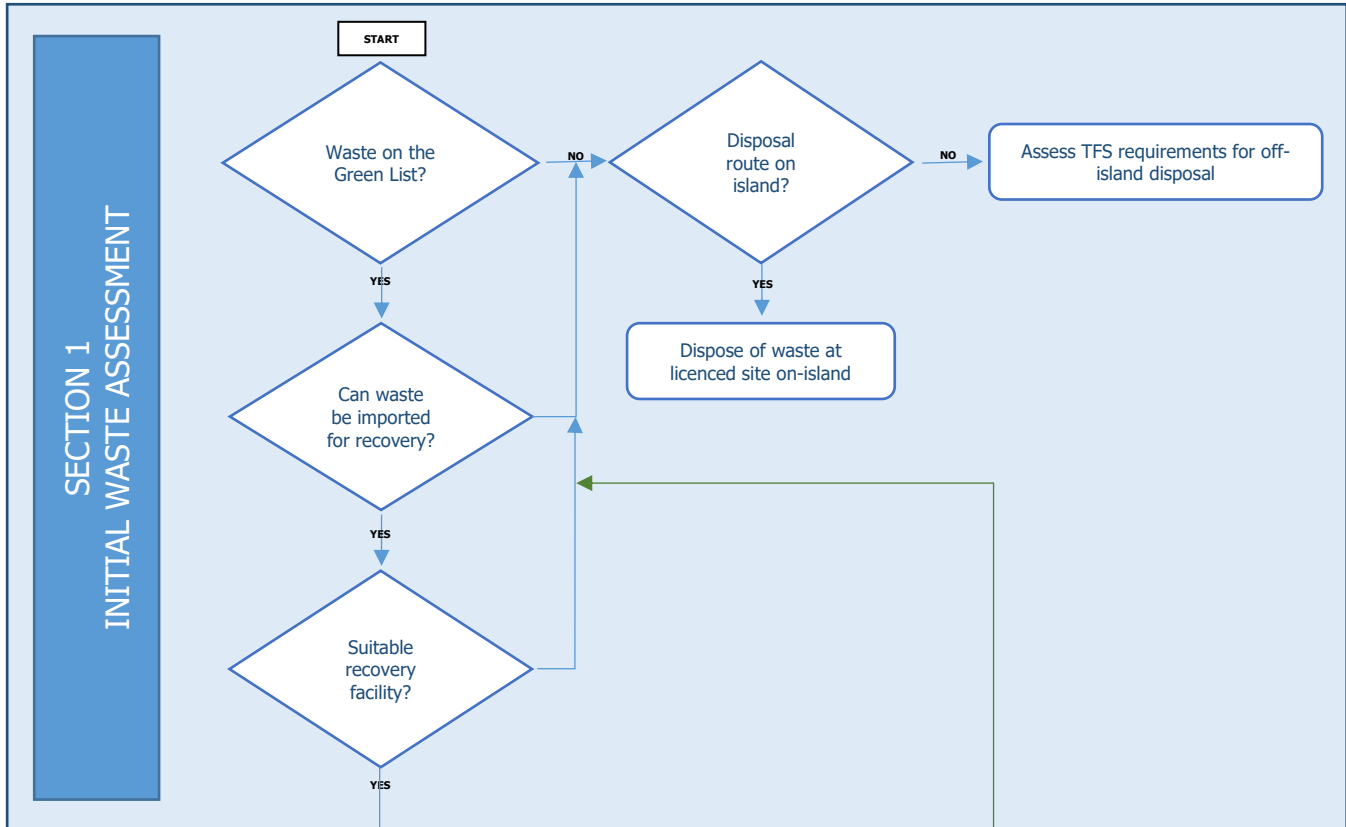 SECTION 1
INITIAL WASTE ASSESSMENT
START
Waste on the
Green List?
NO
Disposal
route on
island?
NO
Assess TFS requirements for off-
island disposal
YES
YES
Dispose of waste at
licenced site on-island
Can waste
be imported
for recovery?
YES
Suitable
recovery
facility?
YES